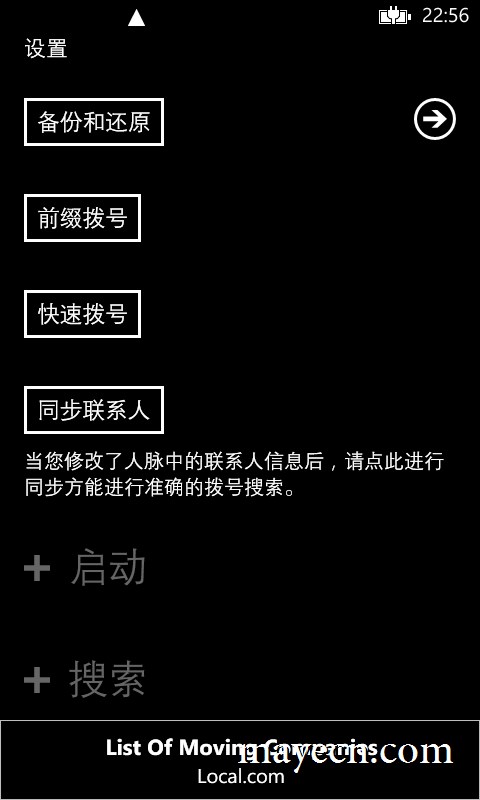 22:56
设置
备份和还原
前缀拨号
快速拨号
同步联系人
当您修改了人脉中的联系人信息后，请点此进行
同步方能进行准确的拨号搜索。
+ 启动
+ 搜索
List Of Moving Companies
mayech.com
Local.com